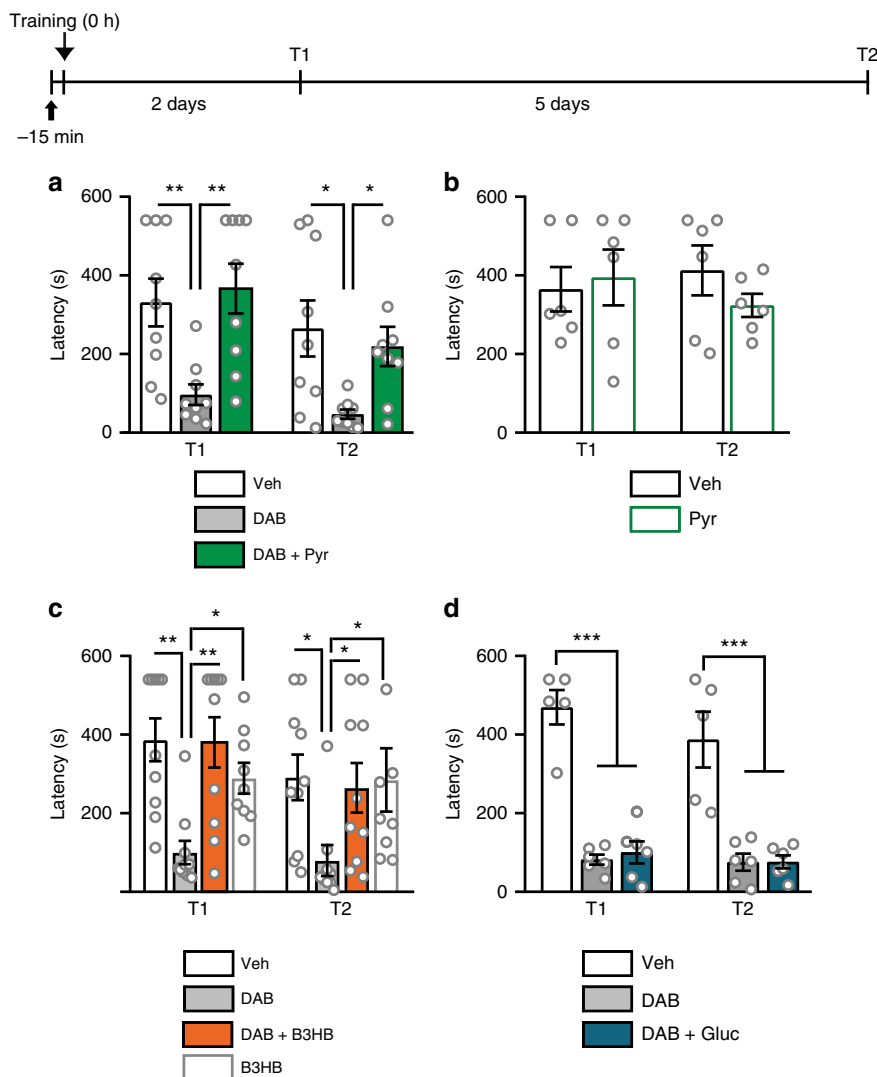 Training (0 h)
T1
T2
2 days
5 days
–15 min
a
** ** * *
600
400
200
0
Latency (s)
T1 T2
Veh
DAB
DAB + Pyr
b
600
400
200
0
Latency (s)
T1 T2
Veh
Pyr
c
** ** * * * *
600
400
200
Latency (s)
T1 T2
Veh
DAB
DAB + B3HB
B3HB
d
*** ***
600
400
200
0
Latency (s)
T1 T2
Veh
DAB
DAB + Gluc